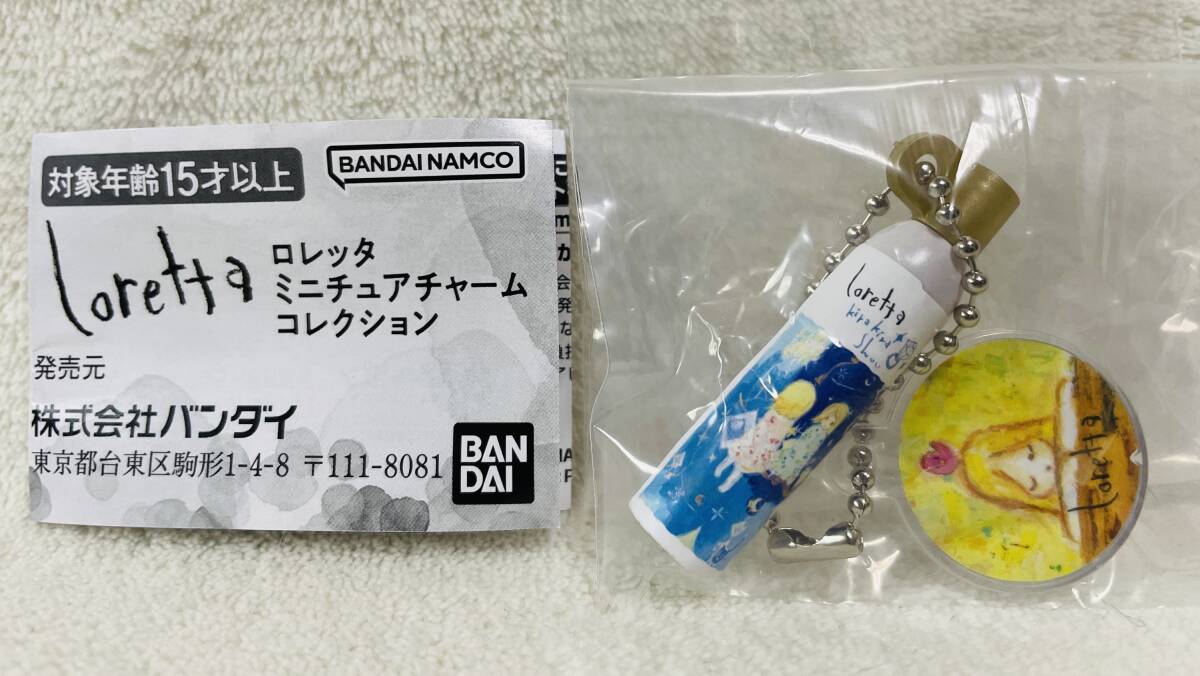 対象年齢15才以上
BANDAI NAMCO
loretta
ロレッタ
ミニチュアチャーム
コレクション
発売元
株式会社バンダイ
東京都台東区駒形1-4-8 〒111-8081
BAN
DAI
loretta
kira kira
Shuu
loretta